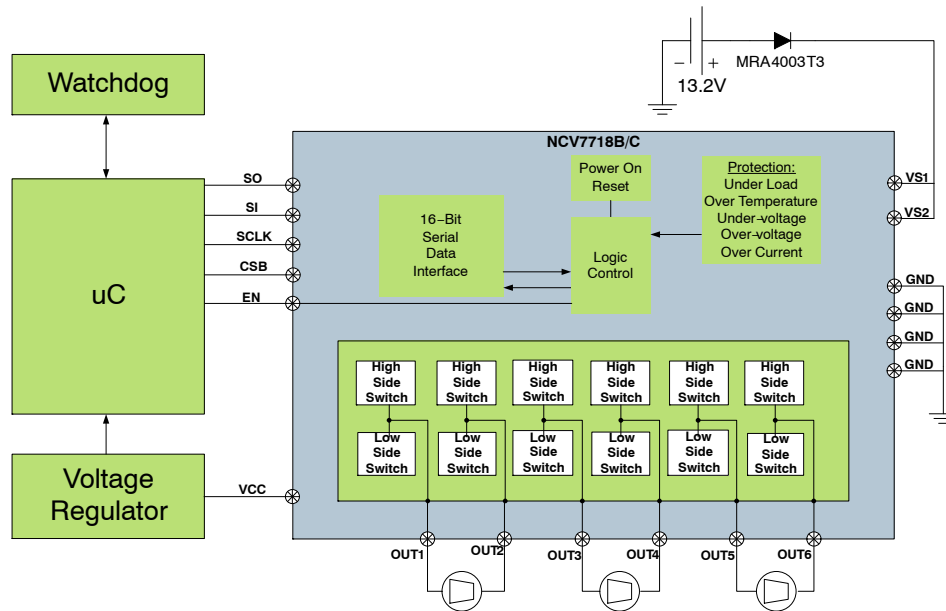 Watchdog
uC
Voltage
Regulator
SO
SI
SCLK
CSB
EN
VCC
−
+
13.2V
MRA4003T3
NCV7718B/C
16−Bit
Serial
Data
Interface
Power On
Reset
Logic
Control
Protection:
Under Load
Over Temperature
Under−voltage
Over−voltage
Over Current
VS1
VS2
GND
GND
GND
GND
High
Side
Switch
High
Side
Switch
High
Side
Switch
High
Side
Switch
High
Side
Switch
High
Side
Switch
Low
Side
Switch
Low
Side
Switch
Low
Side
Switch
Low
Side
Switch
Low
Side
Switch
Low
Side
Switch
OUT1
OUT2
OUT3
OUT4
OUT5
OUT6